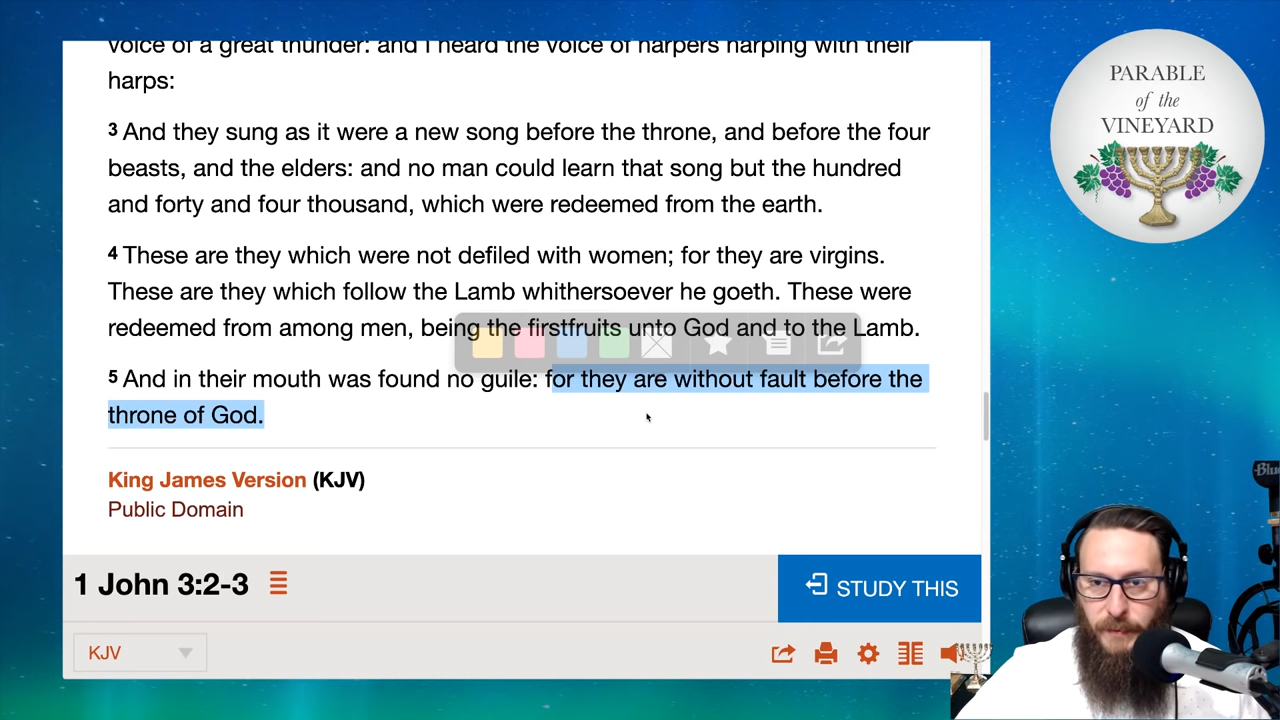 voice of a great thunder: and I heard the voice of harpers harping with their
harps:
3 And they sung as it were a new song before the throne, and before the four
beasts, and the elders: and no man could learn that song but the hundred
and forty and four thousand, which were redeemed from the earth.
4 These are they which were not defiled with women; for they are virgins.
These are they which follow the Lamb whithersoever he goeth. These were
redeemed from among men, being the firstfruits unto God and to the Lamb.
5 And in their mouth was found no guile: for they are without fault before the
throne of God.
King James Version (KJV)
Public Domain
1 John 3:2-3
STUDY THIS
KJV
PARABLE
of the
VINEYARD
Blue